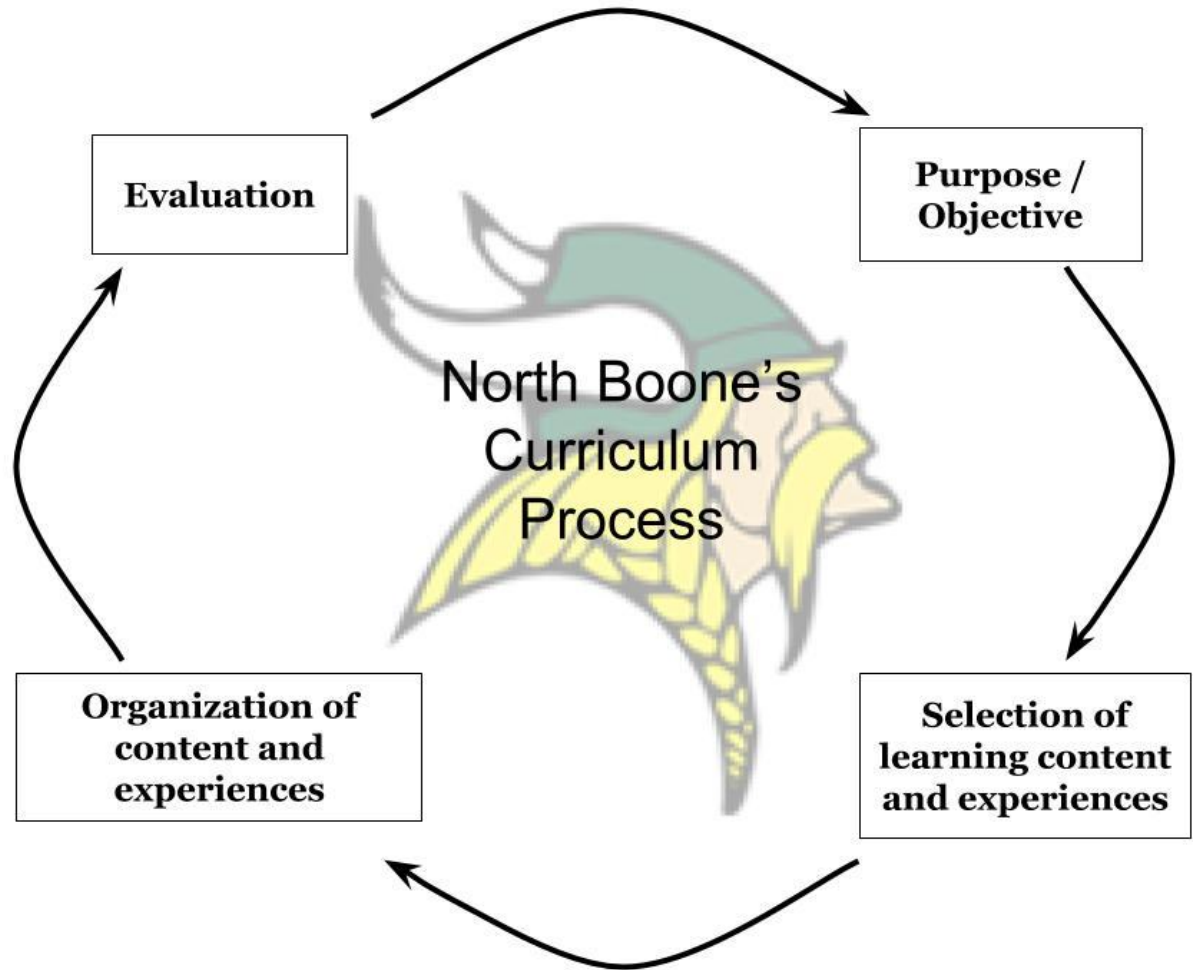 Evaluation
Purpose /
Objective
North Boone’s
Curriculum
Process
Organization of
content and
experiences
Selection of
learning content
and experiences